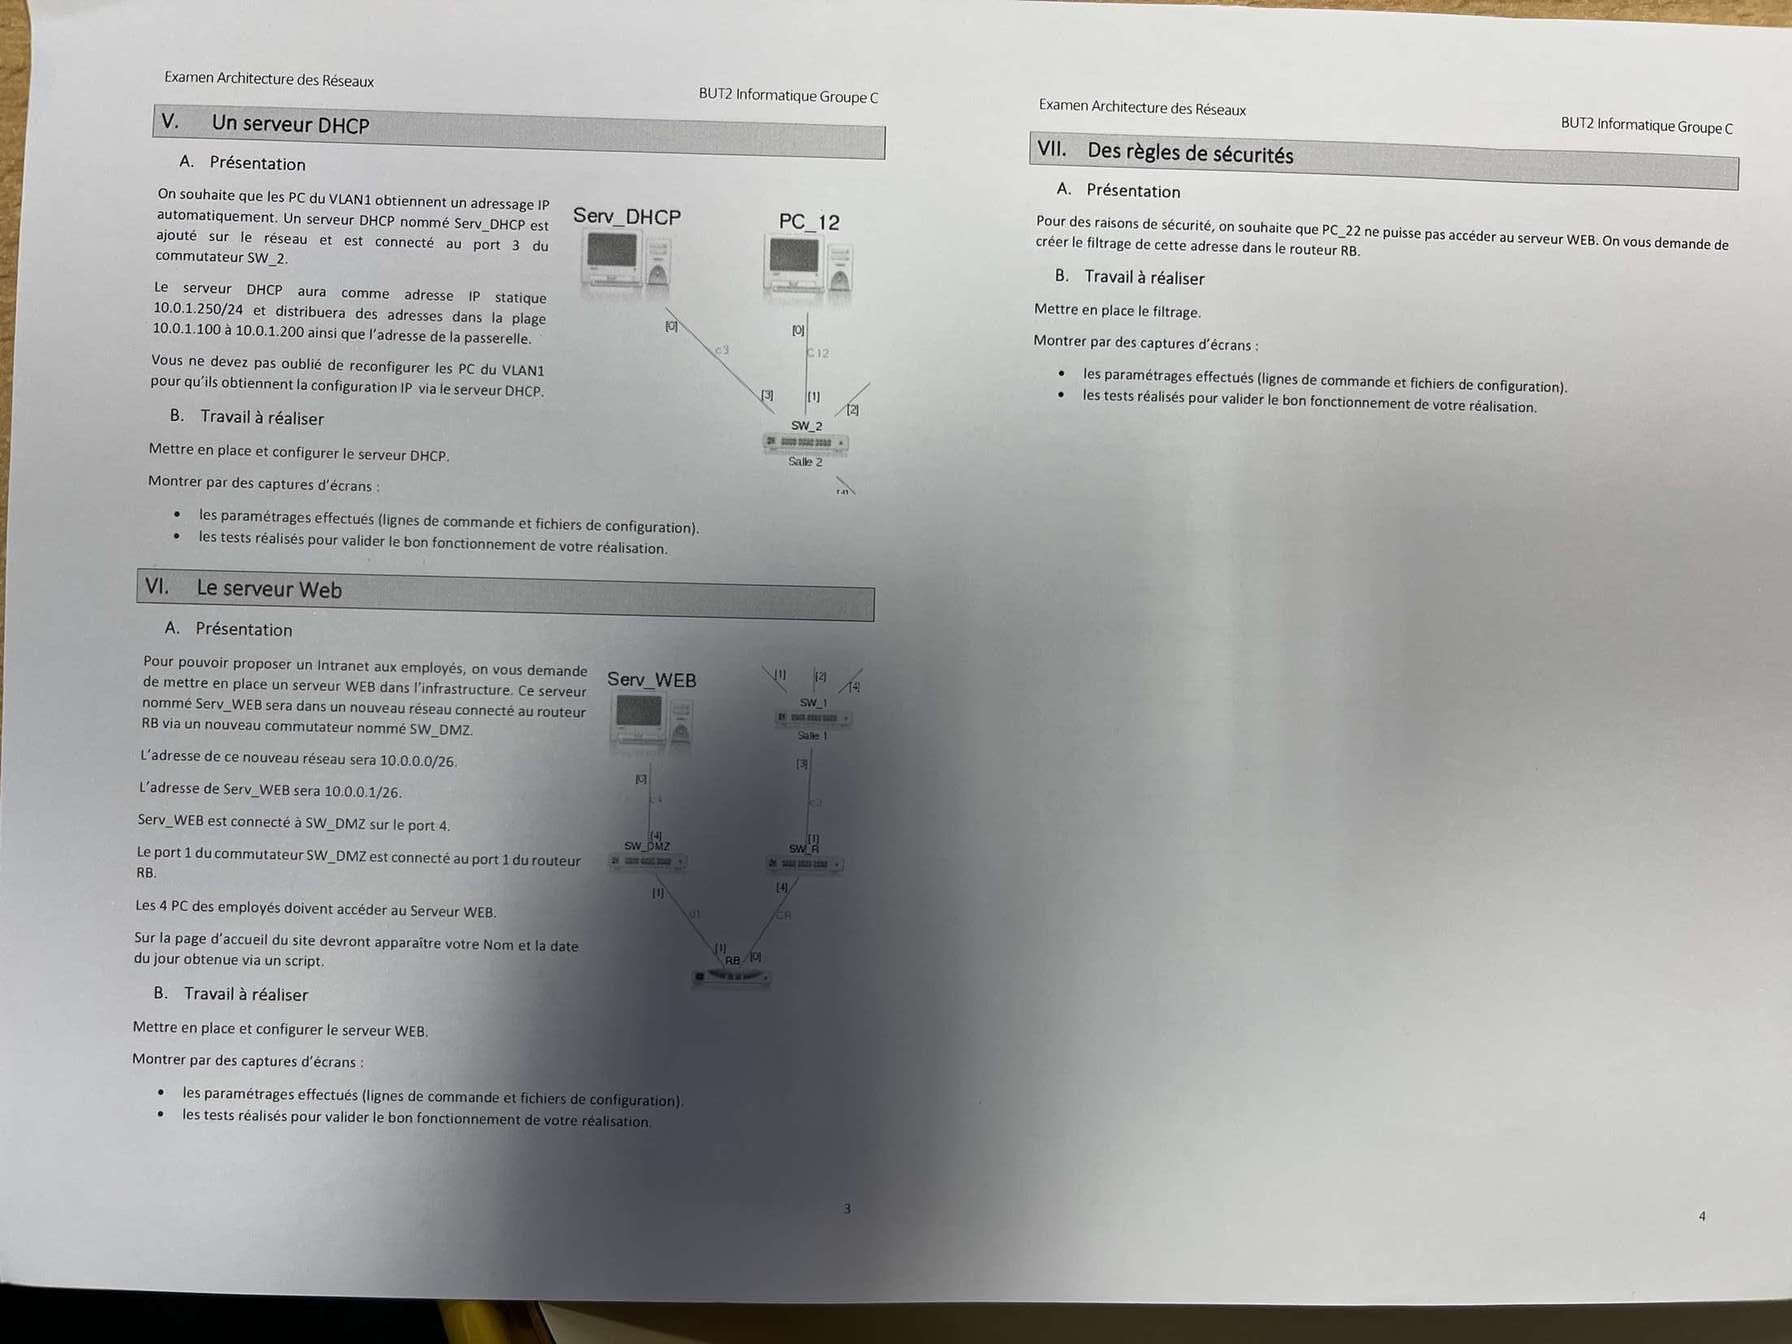 Examen Architecture des Réseaux
BUT2 Informatique Groupe C
V. Un serveur DHCP
A. Présentation
On souhaite que les PC du VLAN1 obtiennent un adressage IP
automatiquement. Un serveur DHCP nommé Serv_DHCP est
ajouté sur le réseau et est connecté au port 3 du
commutateur SW_2.
Le serveur DHCP aura comme adresse IP statique
10.0.1.250/24 et distribuera des adresses dans la plage
10.0.1.100 à 10.0.1.200 ainsi que l'adresse de la passerelle.
Vous ne devez pas oublié de reconfigurer les PC du VLAN1
pour qu'ils obtiennent la configuration IP via le serveur DHCP.
Serv_DHCP
PC_12
[0]
[0]
c3
C12
[3]
[1]
[2]
SW_2
Salle 2
B. Travail à réaliser
Mettre en place et configurer le serveur DHCP.
Montrer par des captures d'écrans :
• les paramétrages effectués (lignes de commande et fichiers de configuration).
• les tests réalisés pour valider le bon fonctionnement de votre réalisation.
VI. Le serveur Web
A. Présentation
Pour pouvoir proposer un Intranet aux employés, on vous demande
de mettre en place un serveur WEB dans l'infrastructure. Ce serveur
nommé Serv_WEB sera dans un nouveau réseau connecté au routeur
RB via un nouveau commutateur nommé SW_DMZ.
L'adresse de ce nouveau réseau sera 10.0.0.0/26.
L'adresse de Serv_WEB sera 10.0.0.1/26.
Serv_WEB est connecté à SW_DMZ sur le port 4.
Le port 1 du commutateur SW_DMZ est connecté au port 1 du routeur
RB.
Les 4 PC des employés doivent accéder au Serveur WEB.
Sur la page d'accueil du site devront apparaître votre Nom et la date
du jour obtenue via un script.
Serv_WEB
[1]
[2]
[4]
SW_1
Salle 1
[0]
[3]
[4]
[1]
SW_DMZ
SW_R
[1]
[4]
CR
[1]
[0]
RB
B. Travail à réaliser
Mettre en place et configurer le serveur WEB.
Montrer par des captures d'écrans :
• les paramétrages effectués (lignes de commande et fichiers de configuration).
• les tests réalisés pour valider le bon fonctionnement de votre réalisation.
3
Examen Architecture des Réseaux
BUT2 Informatique Groupe C
VII. Des règles de sécurités
A. Présentation
Pour des raisons de sécurité, on souhaite que PC_22 ne puisse pas accéder au serveur WEB. On vous demande de
créer le filtrage de cette adresse dans le routeur RB.
B. Travail à réaliser
Mettre en place le filtrage.
Montrer par des captures d'écrans :
• les paramétrages effectués (lignes de commande et fichiers de configuration).
• les tests réalisés pour valider le bon fonctionnement de votre réalisation.
4